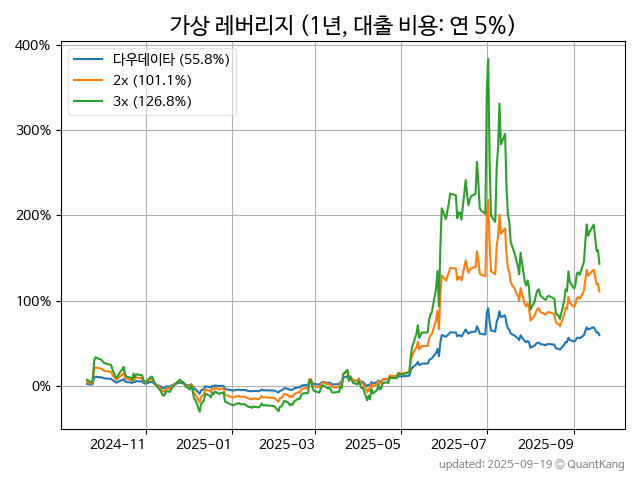 가상 레버리지 (1년, 대출 비용: 연 5%)
400%
300%
200%
100%
0%
다우데이타 (55.8%)
2x (101.1%)
3x (126.8%)
2024-11
2025-01
2025-03
2025-05
2025-07
2025-09
updated: 2025-09-19 © QuantKang